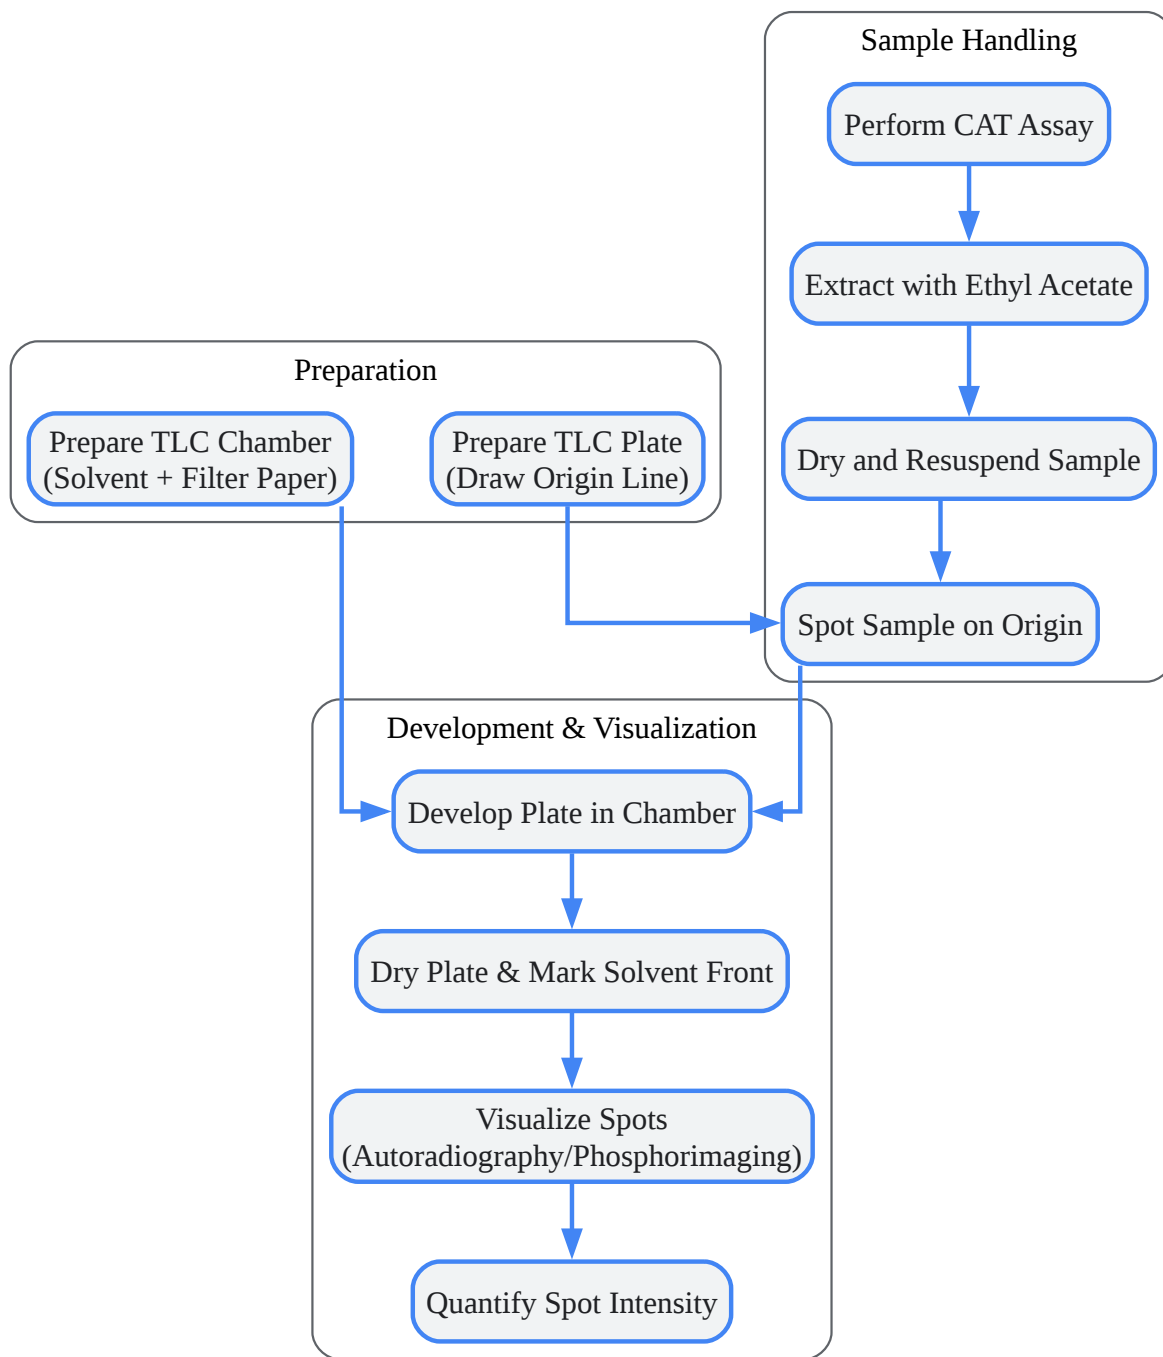 Sample Handling
Perform CAT Assay
Extract with Ethyl Acetate
Dry and Resuspend Sample
Spot Sample on Origin
Preparation
Prepare TLC Chamber
(Solvent + Filter Paper)
Prepare TLC Plate
(Draw Origin Line)
Development & Visualization
Develop Plate in Chamber
Dry Plate & Mark Solvent Front
Visualize Spots
(Autoradiography/Phosphorimaging)
Quantify Spot Intensity